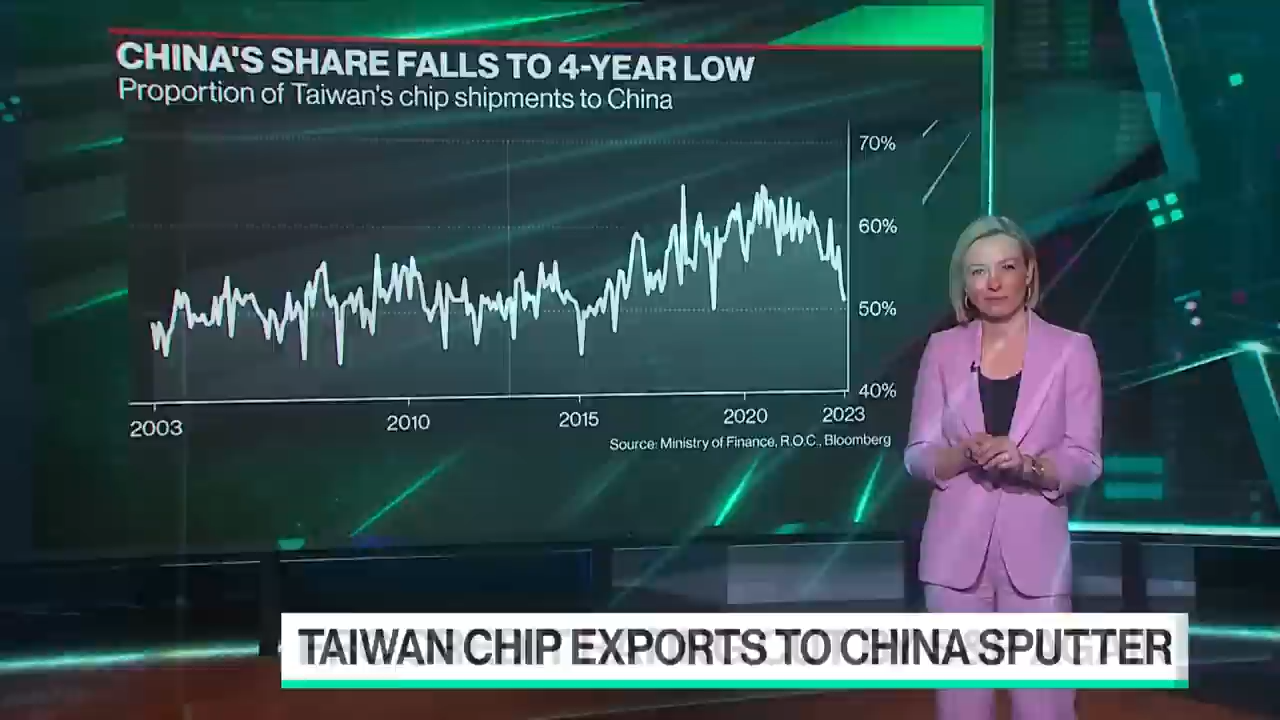 CHINA'S SHARE FALLS TO 4-YEAR LOW
Proportion of Taiwan's chip shipments to China
70%
60%
50%
40%
2003 2010 2015 2020 2023
Source: Ministry of Finance, R.O.C., Bloomberg
TAIWAN CHIP EXPORTS TO CHINA SPUTTER